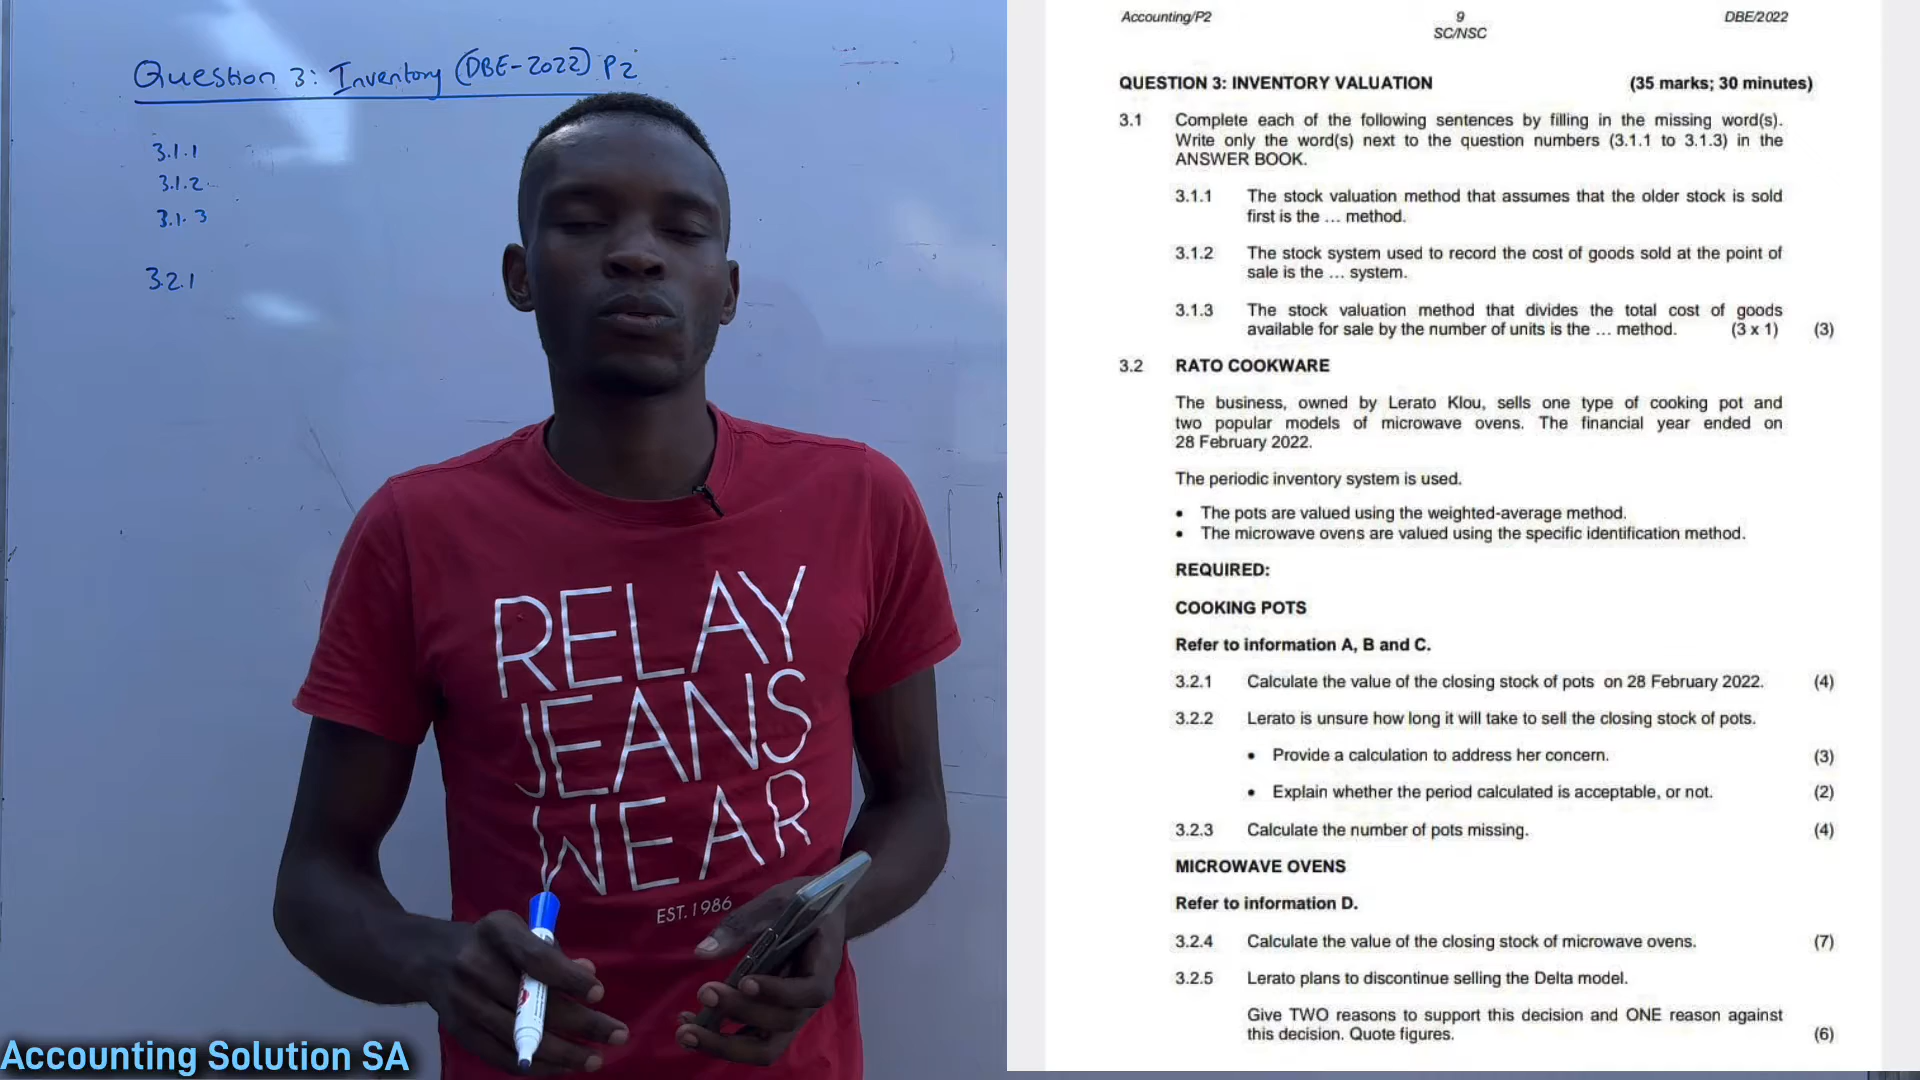 Question 3: Inventory (DBE-2022) P2
3.1.1
3.1.2
3.1.3
3.2.1
RELAY
JEANS
WEAR
EST.1986
Accounting Solution SA
Accounting/P2 9 DBE/2022
SC/NSC
QUESTION 3: INVENTORY VALUATION (35 marks; 30 minutes)
3.1 Complete each of the following sentences by filling in the missing word(s).
Write only the word(s) next to the question numbers (3.1.1 to 3.1.3) in the
ANSWER BOOK.
3.1.1 The stock valuation method that assumes that the older stock is sold
first is the ... method.
3.1.2 The stock system used to record the cost of goods sold at the point of
sale is the ... system.
3.1.3 The stock valuation method that divides the total cost of goods
available for sale by the number of units is the ... method. (3 x 1) (3)
3.2 RATO COOKWARE
The business, owned by Lerato Klou, sells one type of cooking pot and
two popular models of microwave ovens. The financial year ended on
28 February 2022.
The periodic inventory system is used.
• The pots are valued using the weighted-average method.
• The microwave ovens are valued using the specific identification method.
REQUIRED:
COOKING POTS
Refer to information A, B and C.
3.2.1 Calculate the value of the closing stock of pots on 28 February 2022. (4)
3.2.2 Lerato is unsure how long it will take to sell the closing stock of pots.
• Provide a calculation to address her concern. (3)
• Explain whether the period calculated is acceptable, or not. (2)
3.2.3 Calculate the number of pots missing. (4)
MICROWAVE OVENS
Refer to information D.
3.2.4 Calculate the value of the closing stock of microwave ovens. (7)
3.2.5 Lerato plans to discontinue selling the Delta model.
Give TWO reasons to support this decision and ONE reason against
this decision. Quote figures. (6)